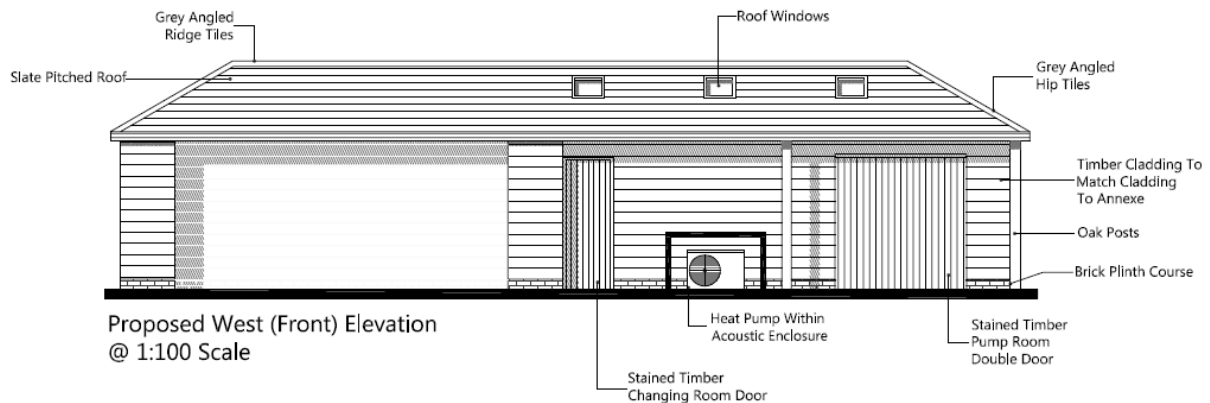 Grey Angled
Ridge Tiles
Roof Windows
Slate Pitched Roof
Grey Angled
Hip Tiles
Timber Cladding To
Match Cladding
To Annexe
Oak Posts
Brick Plinth Course
Proposed West (Front) Elevation
@ 1:100 Scale
Heat Pump Within
Acoustic Enclosure
Stained Timber
Pump Room
Double Door
Stained Timber
Changing Room Door